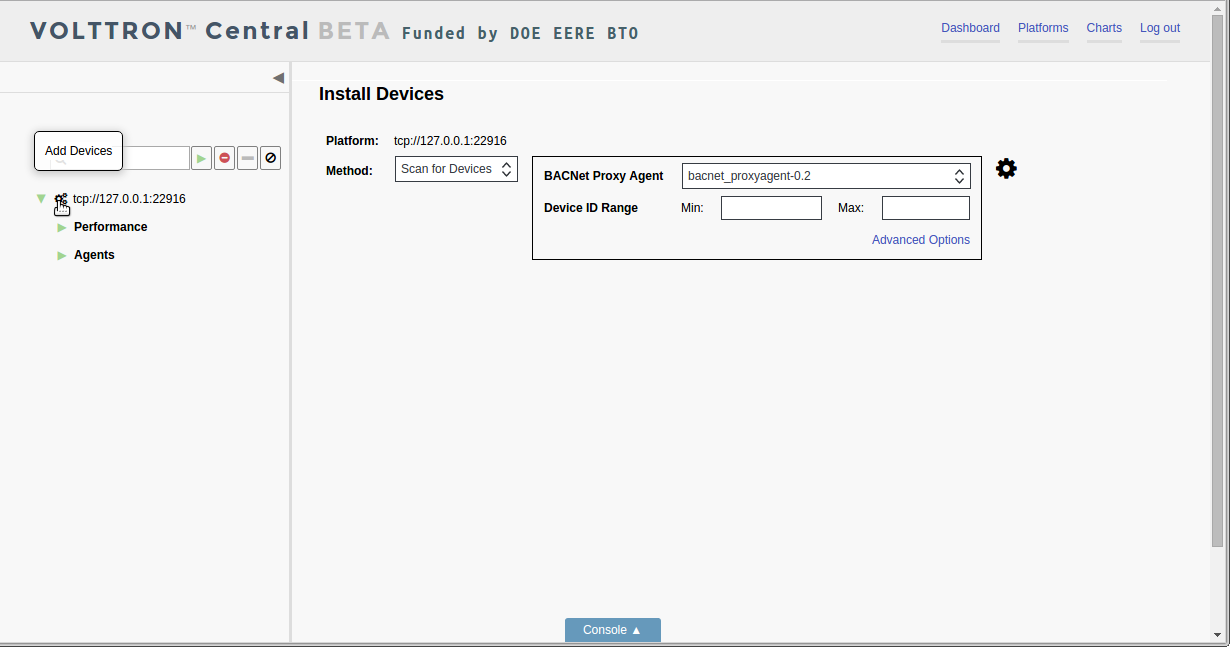 VOLTTRON™ Central BETA Funded by DOE EERE BTO
Dashboard Platforms Charts Log out
Install Devices
Add Devices
tcp://127.0.0.1:22916
Performance
Agents
Platform: tcp://127.0.0.1:22916
Method: Scan for Devices
BACNet Proxy Agent bacnet_proxyagent-0.2
Device ID Range Min: Max:
Advanced Options
Console ▲